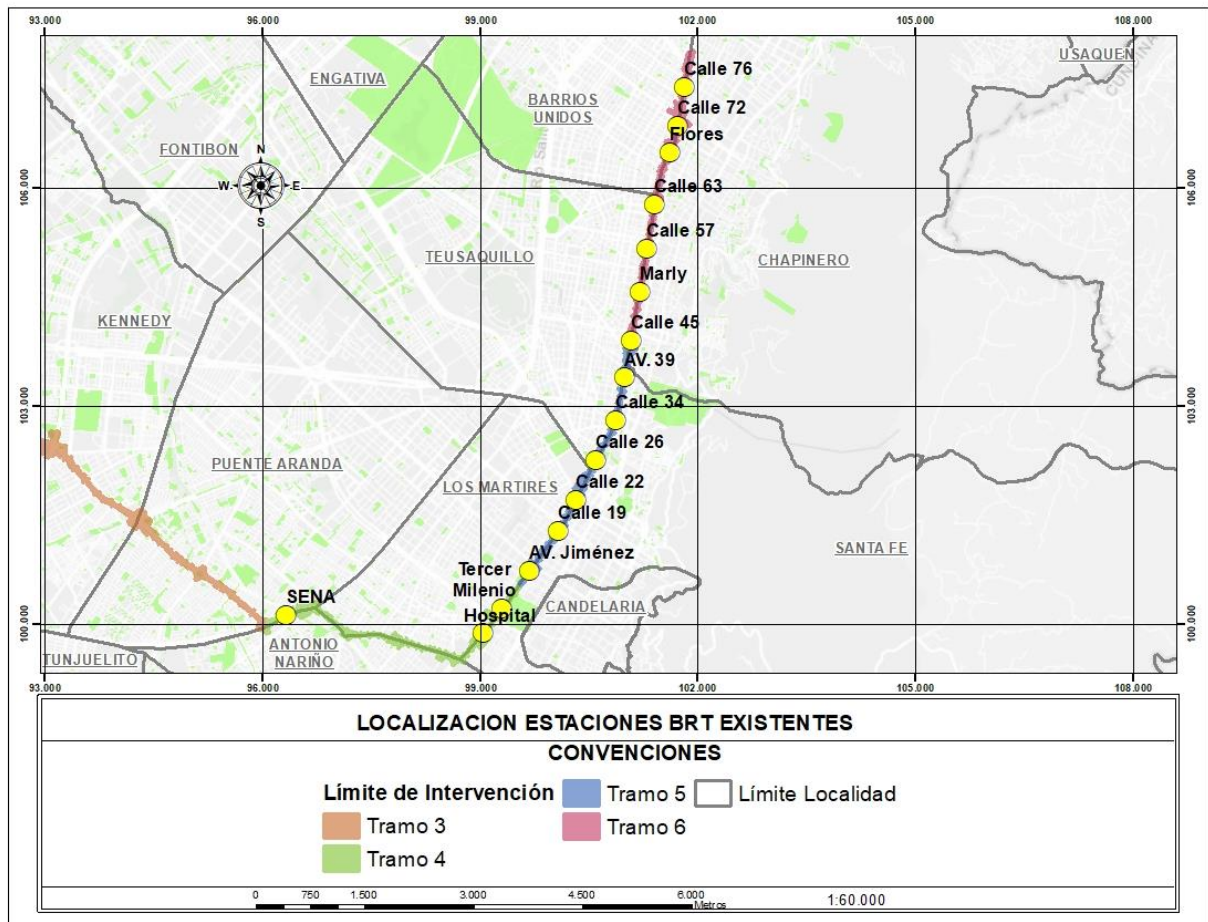 93.000 96.000 99.000 102.000 105.000 108.000
USAQUEN
Calle 76
ENGATIVA
BARRIOS
UNIDOS
Calle 72
Flores
FONTIBON
N
W E
S
106.000 106.000
Calle 63
Calle 57
TEUSAQUILLO
CHAPINERO
Marly
KENNEDY
Calle 45
AV. 39
103.000 103.000
Calle 34
Calle 26
PUENTE ARANDA
LOS MARTIRES
Calle 22
Calle 19
SANTA FE
AV. Jiménez
Tercer
Milenio
SENA
CANDELARIA
Hospital
100.000 100.000
ANTONIO
NARIÑO
TUNJUELITO
93.000 96.000 99.000 102.000 105.000 108.000
LOCALIZACION ESTACIONES BRT EXISTENTES
CONVENCIONES
Límite de Intervención
Tramo 3
Tramo 4
Tramo 5
Tramo 6
Límite Localidad
0 750 1.500 3.000 4.500 6.000
Metros
1:60.000